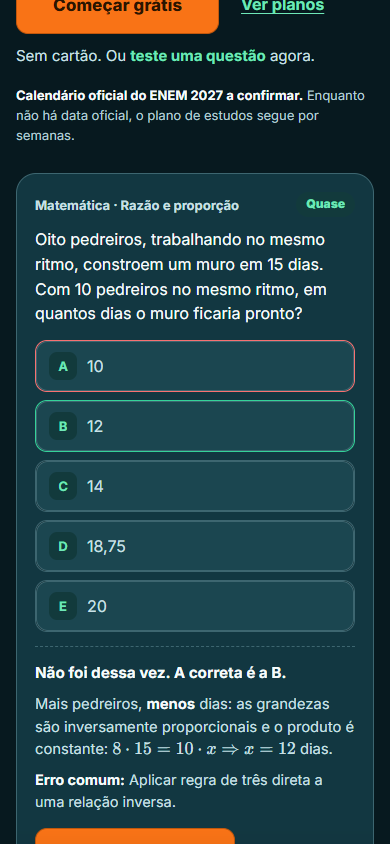 Começar grátis
Ver planos
Sem cartão. Ou teste uma questão agora.
Calendário oficial do ENEM 2027 a confirmar. Enquanto
não há data oficial, o plano de estudos segue por
semanas.
Matemática · Razão e proporção
Quase
Oito pedreiros, trabalhando no mesmo
ritmo, constroem um muro em 15 dias.
Com 10 pedreiros no mesmo ritmo, em
quantos dias o muro ficaria pronto?
A 10
B 12
C 14
D 18,75
E 20
Não foi dessa vez. A correta é a B.
Mais pedreiros, menos dias: as grandezas
são inversamente proporcionais e o produto é
constante: 8 · 15 = 10 · x ⇒ x = 12 dias.
Erro comum: Aplicar regra de três direta a
uma relação inversa.